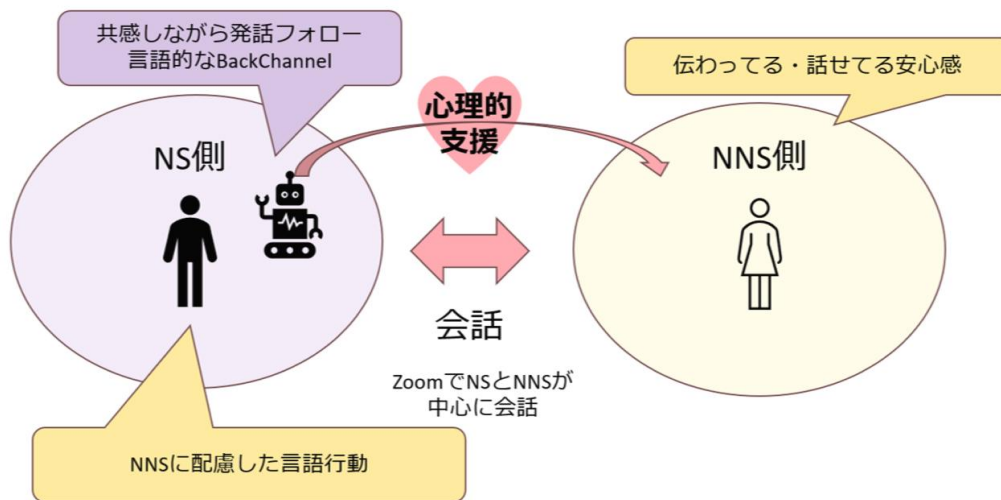 共感しながら発話フォロー
言語的なBackChannel
伝わってる・話せてる安心感
心理的
支援
NS側
NNS側
会話
ZoomでNSとNNSが
中心に会話
NNSに配慮した言語行動